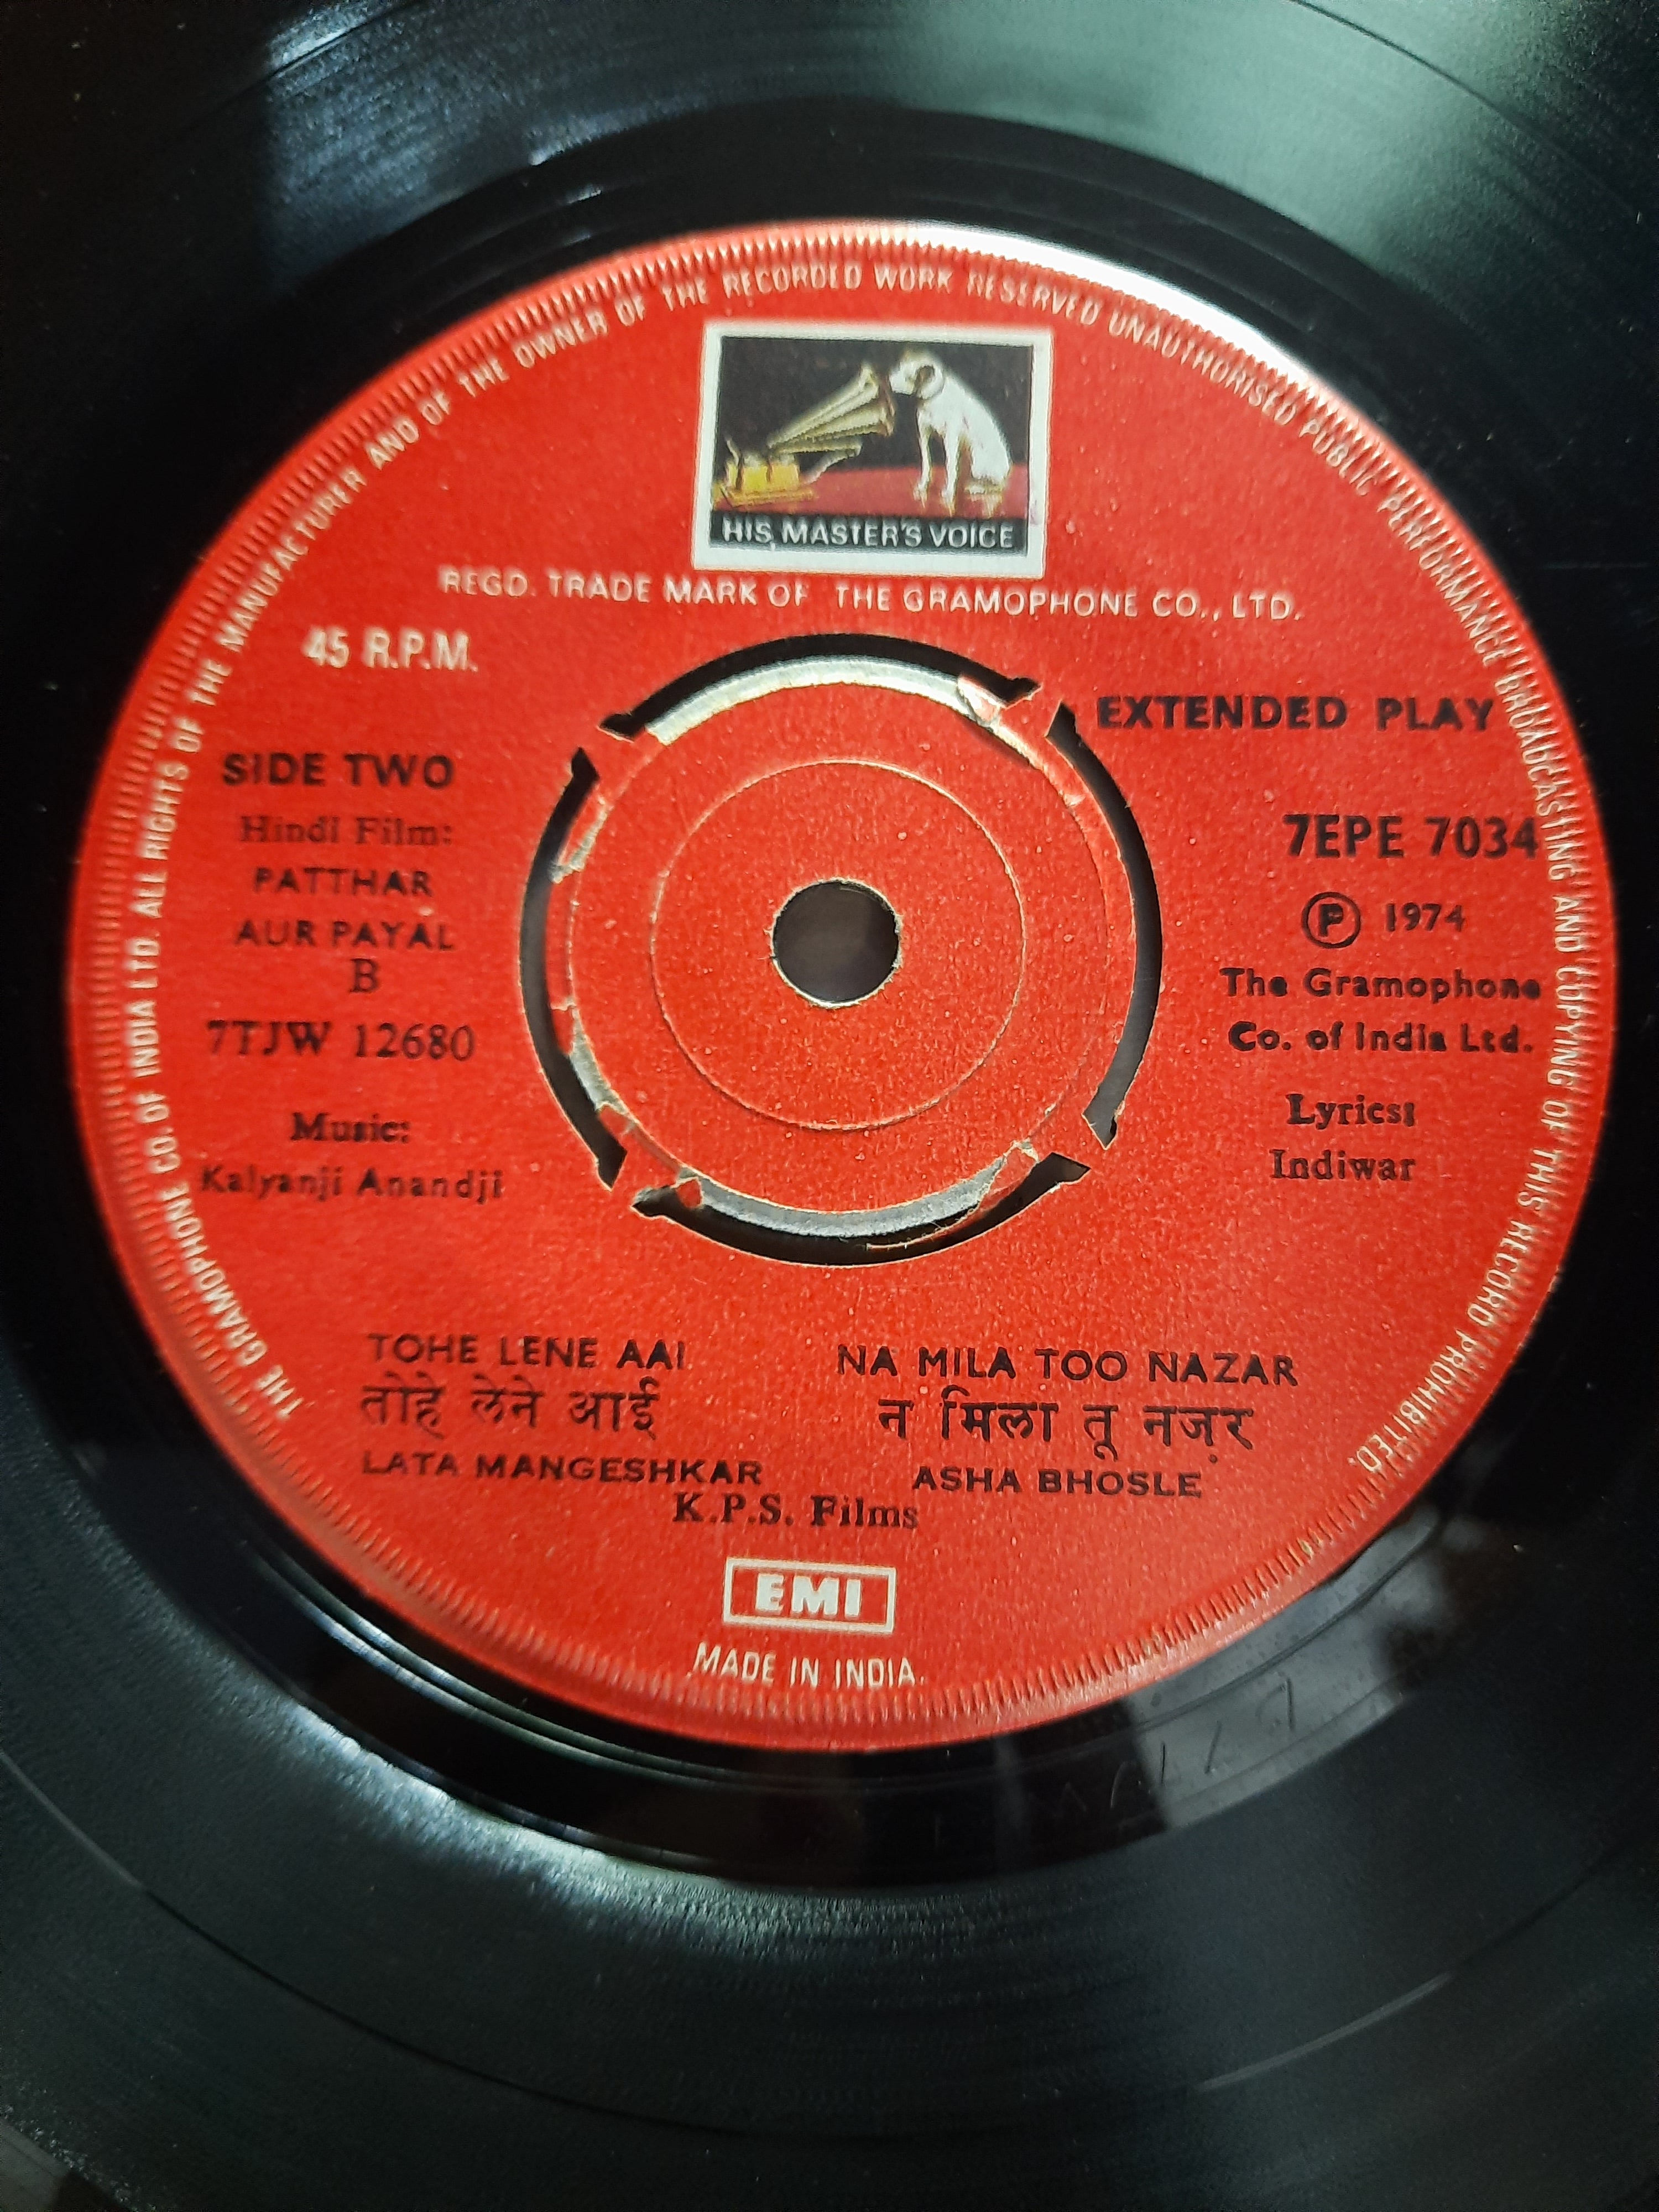 THE GRAMOPHONE CO. OF INDIA LTD. ALL RIGHTS OF THE MANUFACTURER AND OF THE OWNER OF THE RECORDED WORK RESERVED UNAUTHORISED PUBLIC PERFORMANCE BROADCASTING AND COPYING OF THIS RECORD PROHIBITED.
HIS MASTER'S VOICE
REGD. TRADE MARK OF THE GRAMOPHONE CO., LTD.
45 R.P.M.
EXTENDED PLAY
SIDE TWO
Hindi Film:
PATTHAR
AUR PAYAL
B
7TJW 12680
Music:
Kalyanji Anandji
7EPE 7034
Ⓟ 1974
The Gramophone
Co. of India Ltd.
Lyrics:
Indiwar
TOHE LENE AAI
तोहे लेने आई
LATA MANGESHKAR
NA MILA TOO NAZAR
न मिला तू नज़र
ASHA BHOSLE
K.P.S. Films
EMI
MADE IN INDIA.